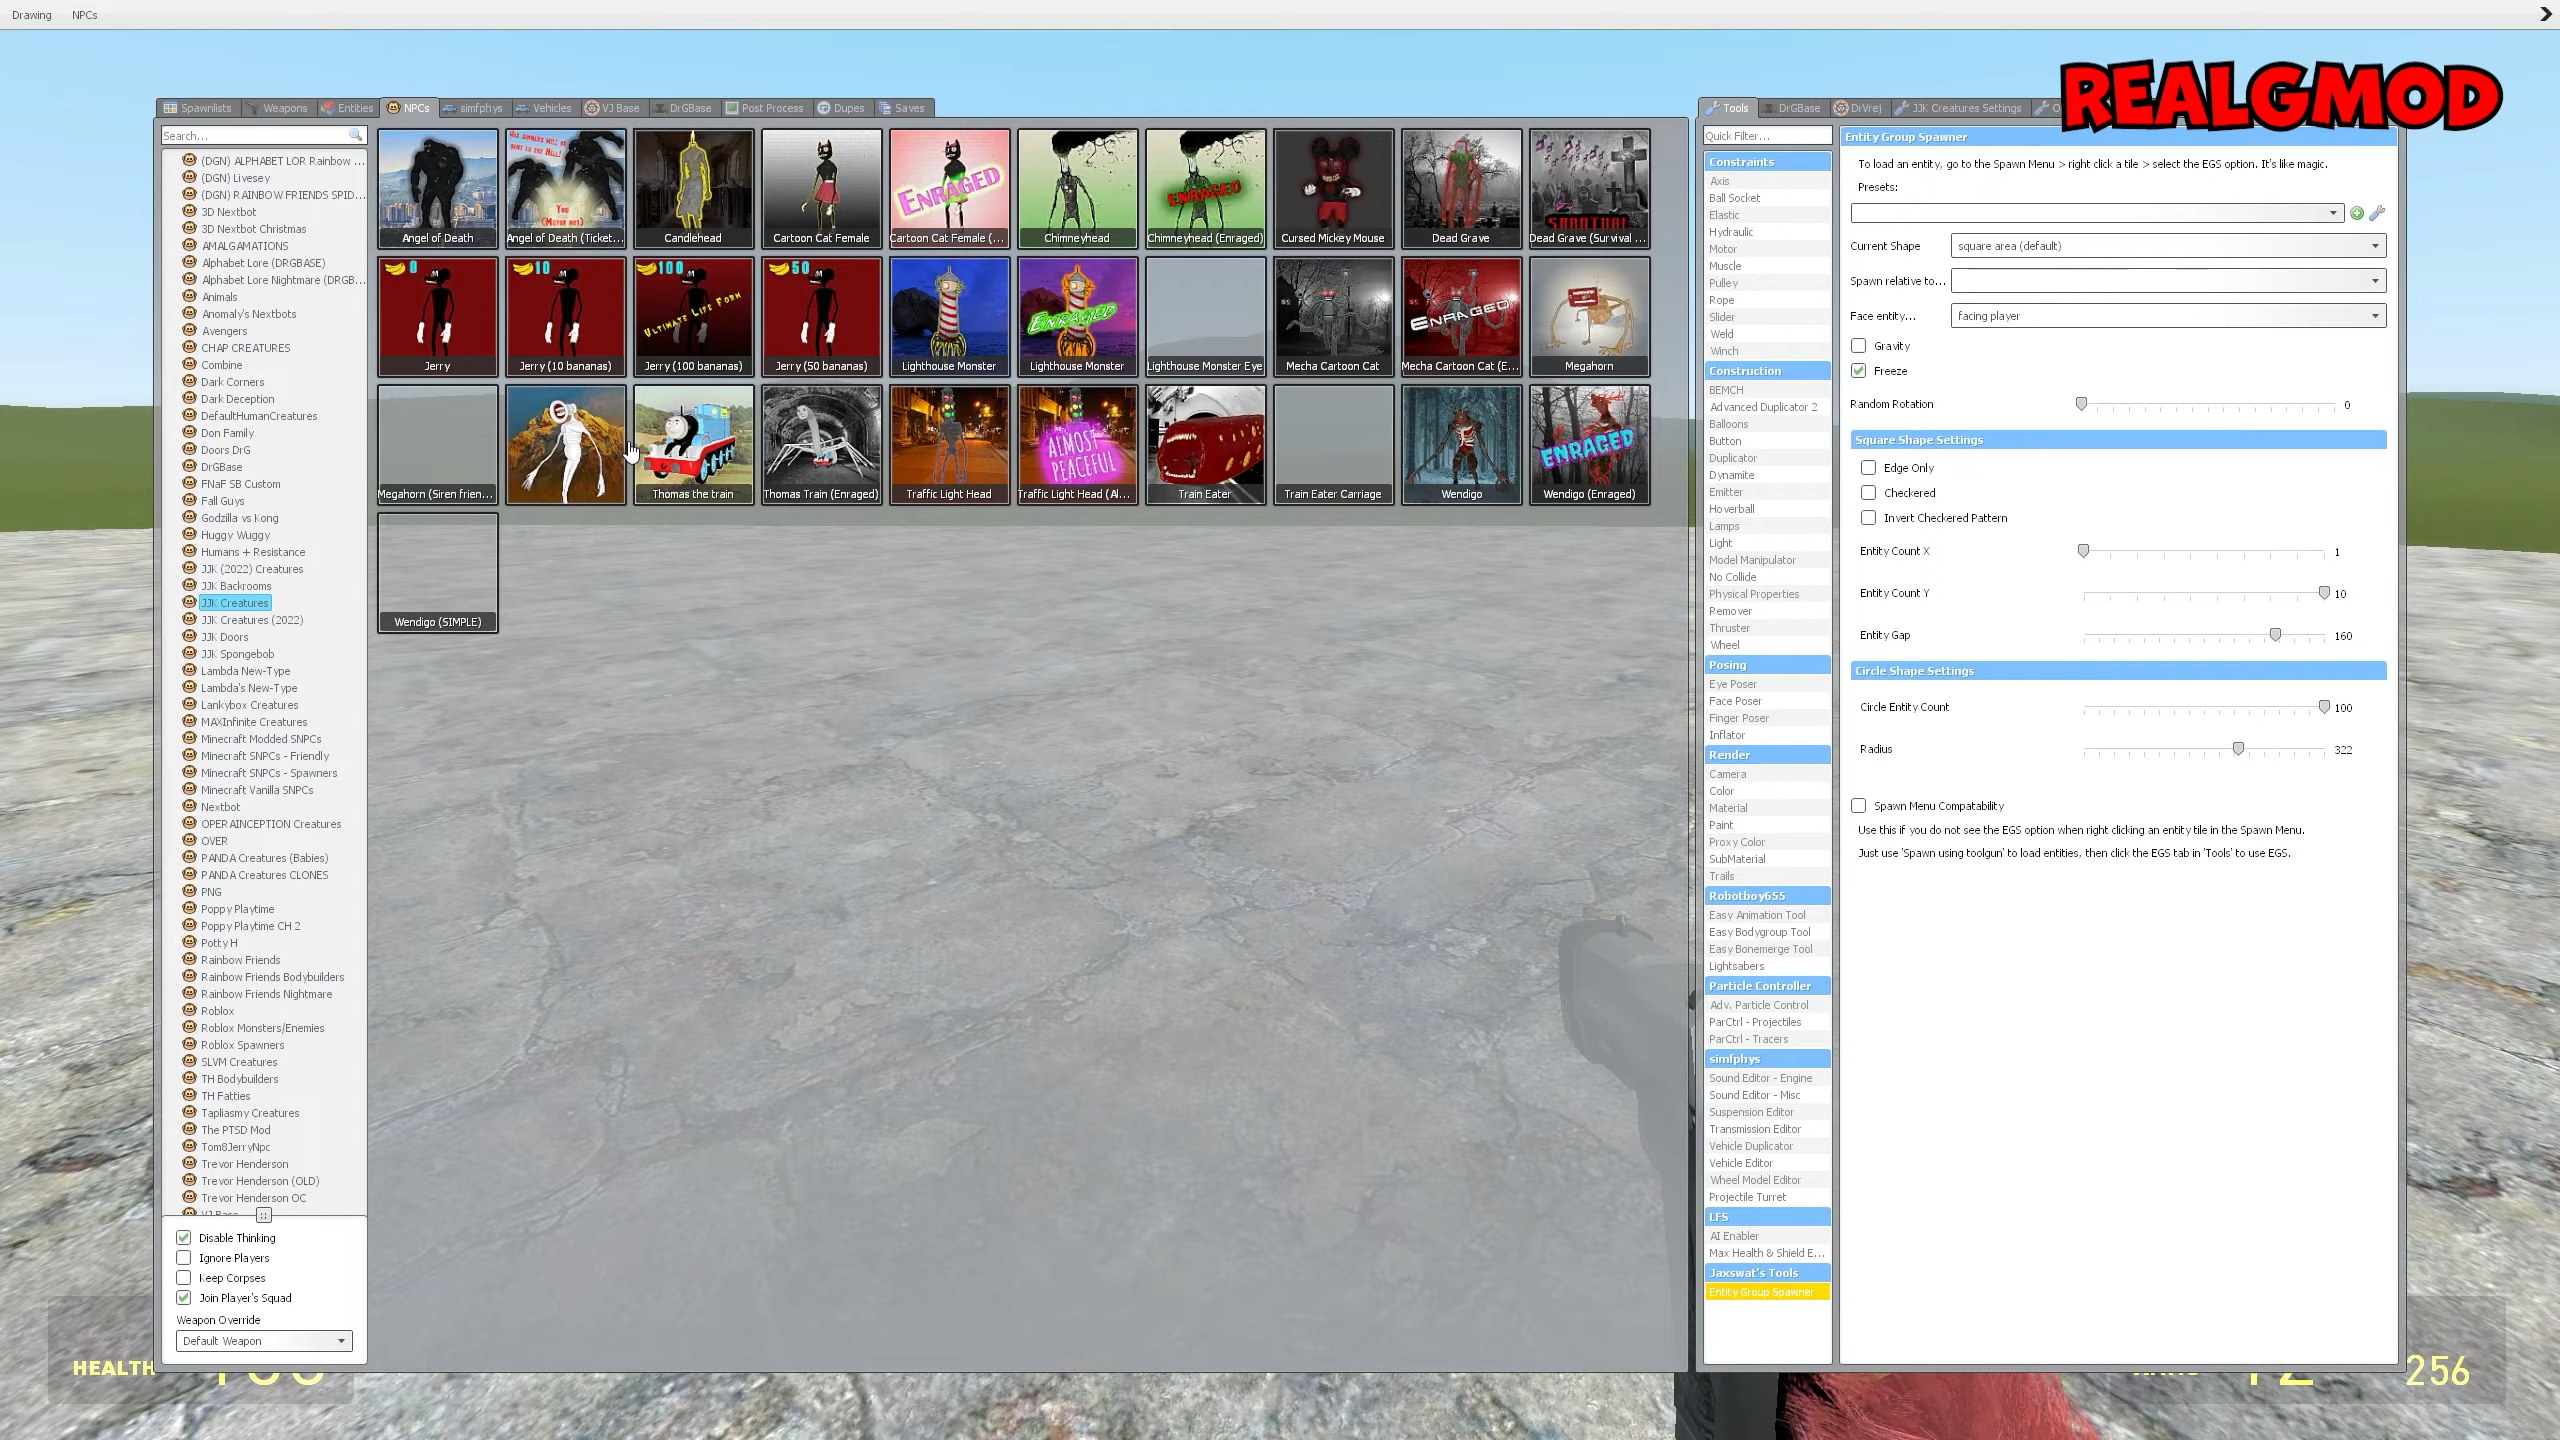 Drawing NPCs
REALGMOD
Spawnlists Weapons Entities NPCs simfphys Vehicles VJ Base DrGBase Post Process Dupes Saves
Search...
(DGN) ALPHABET LOR Rainbow ...
(DGN) Livesey
(DGN) RAINBOW FRIENDS SPID...
3D Nextbot
3D Nextbot Christmas
AMALGAMATIONS
Alphabet Lore (DRGBASE)
Alphabet Lore Nightmare (DRGB...
Animals
Anomaly's Nextbots
Avengers
CHAP CREATURES
Combine
Dark Corners
Dark Deception
DefaultHumanCreatures
Don Family
Doors DrG
DrGBase
FNaF SB Custom
Fall Guys
Godzilla vs Kong
Huggy Wuggy
Humans + Resistance
JJK (2022) Creatures
JJK Backrooms
JJK Creatures
JJK Creatures (2022)
JJK Doors
JJK Spongebob
Lambda New-Type
Lambda's New-Type
Lankybox Creatures
MAXInfinite Creatures
Minecraft Modded SNPCs
Minecraft SNPCs - Friendly
Minecraft SNPCs - Spawners
Minecraft Vanilla SNPCs
Nextbot
OPERAINCEPTION Creatures
OVER
PANDA Creatures (Babies)
PANDA Creatures CLONES
PNG
Poppy Playtime
Poppy Playtime CH 2
Potty H
Rainbow Friends
Rainbow Friends Bodybuilders
Rainbow Friends Nightmare
Roblox
Roblox Monsters/Enemies
Roblox Spawners
SLVM Creatures
TH Bodybuilders
TH Fatties
Tapliasmy Creatures
The PTSD Mod
Tom&JerryNpc
Trevor Henderson
Trevor Henderson (OLD)
Trevor Henderson OC
VJ Base
Disable Thinking
Ignore Players
Keep Corpses
Join Player's Squad
Weapon Override
Default Weapon
HEALTH
ALL SINNERS WILL BE
SENT TO THE HELL!
YOU
(MAYBE NOT)
ENRAGED
ENRAGED
SURVIVAL
Angel of Death Angel of Death (Ticket... Candlehead Cartoon Cat Female Cartoon Cat Female (... Chimneyhead Chimneyhead (Enraged) Cursed Mickey Mouse Dead Grave Dead Grave (Survival ...
0 10 100 50
ULTIMATE LIFE FORM
ENRAGED
ENRAGED
Jerry Jerry (10 bananas) Jerry (100 bananas) Jerry (50 bananas) Lighthouse Monster Lighthouse Monster Lighthouse Monster Eye Mecha Cartoon Cat Mecha Cartoon Cat (E... Megahorn
ALMOST
PEACEFUL
ENRAGED
Megahorn (Siren frien... Thomas the train Thomas Train (Enraged) Traffic Light Head Traffic Light Head (Al... Train Eater Train Eater Carriage Wendigo Wendigo (Enraged)
Wendigo (SIMPLE)
Tools DrGBase DrVrej JJK Creatures Settings
Quick Filter...
Constraints
Axis
Ball Socket
Elastic
Hydraulic
Motor
Muscle
Pulley
Rope
Slider
Weld
Winch
Construction
BEMCH
Advanced Duplicator 2
Balloons
Button
Duplicator
Dynamite
Emitter
Hoverball
Lamps
Light
Model Manipulator
No Collide
Physical Properties
Remover
Thruster
Wheel
Posing
Eye Poser
Face Poser
Finger Poser
Inflator
Render
Camera
Color
Material
Paint
Proxy Color
SubMaterial
Trails
Robotboy655
Easy Animation Tool
Easy Bodygroup Tool
Easy Bonemerge Tool
Lightsabers
Particle Controller
Adv. Particle Control
ParCtrl - Projectiles
ParCtrl - Tracers
simfphys
Sound Editor - Engine
Sound Editor - Misc
Suspension Editor
Transmission Editor
Vehicle Duplicator
Vehicle Editor
Wheel Model Editor
Projectile Turret
LFS
AI Enabler
Max Health & Shield E...
Jaxswat's Tools
Entity Group Spawner
Entity Group Spawner
To load an entity, go to the Spawn Menu > right click a tile > select the EGS option. It's like magic.
Presets:
Current Shape square area (default)
Spawn relative to...
Face entity... facing player
Gravity
Freeze
Random Rotation 0
Square Shape Settings
Edge Only
Checkered
Invert Checkered Pattern
Entity Count X 1
Entity Count Y 10
Entity Gap 160
Circle Shape Settings
Circle Entity Count 100
Radius 322
Spawn Menu Compatability
Use this if you do not see the EGS option when right clicking an entity tile in the Spawn Menu.
Just use 'Spawn using toolgun' to load entities, then click the EGS tab in 'Tools' to use EGS.
256